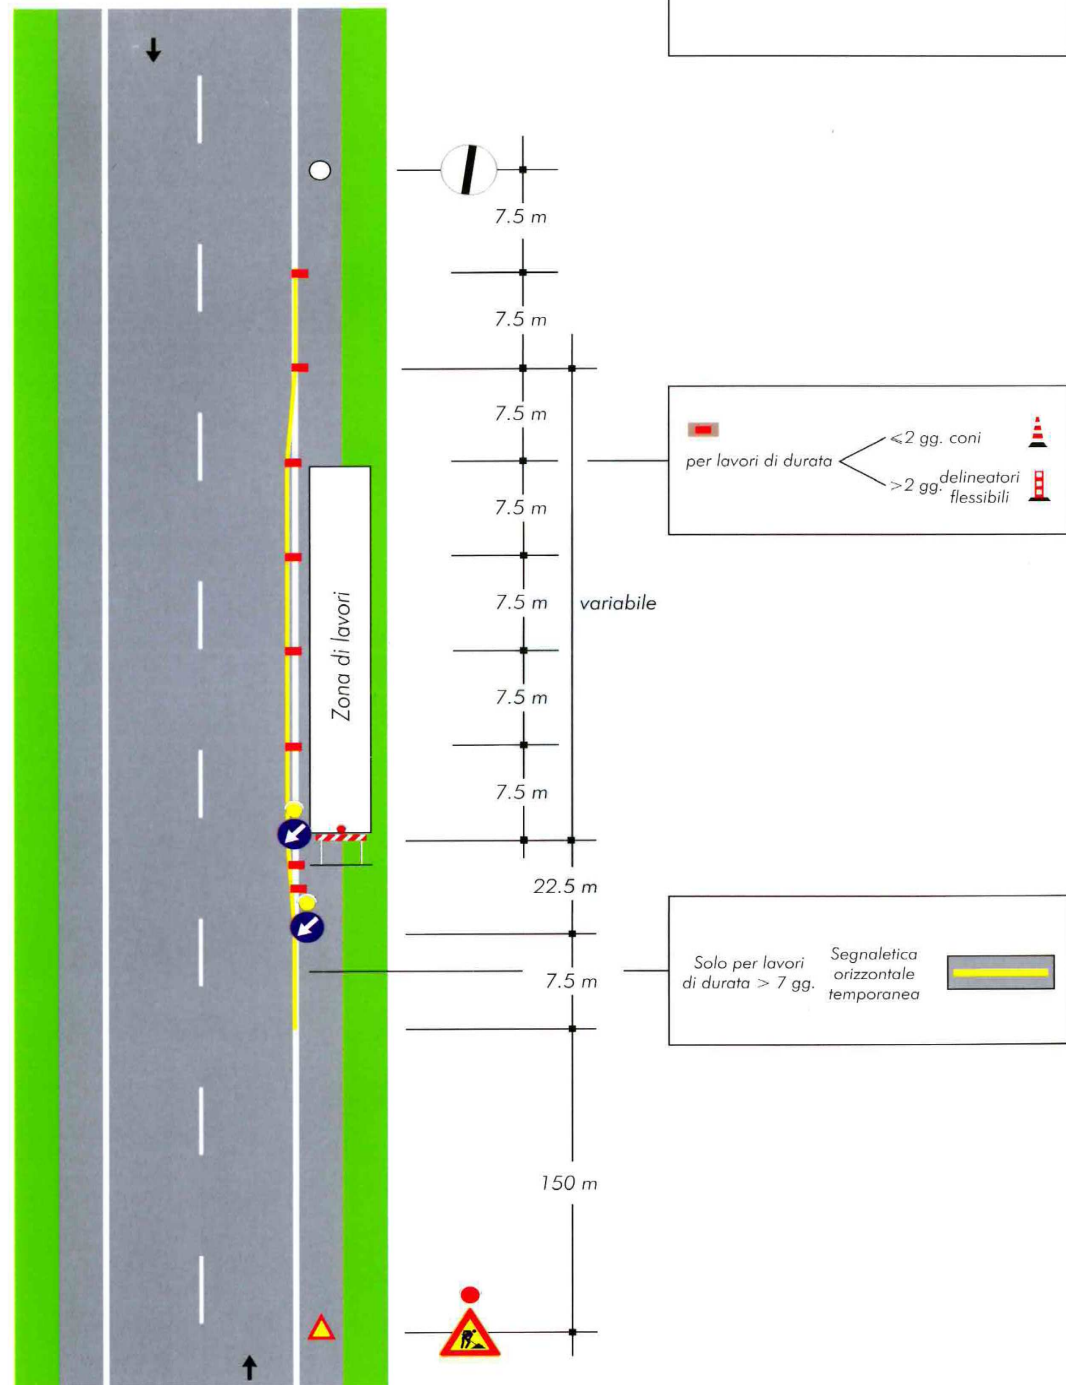 7.5 m
7.5 m
7.5 m
per lavori di durata
≤2 gg. coni
>2 gg. delineatori
flessibili
7.5 m
7.5 m
variabile
Zona di lavori
7.5 m
7.5 m
22.5 m
7.5 m
Solo per lavori
di durata > 7 gg.
Segnaletica
orizzontale
temporanea
150 m